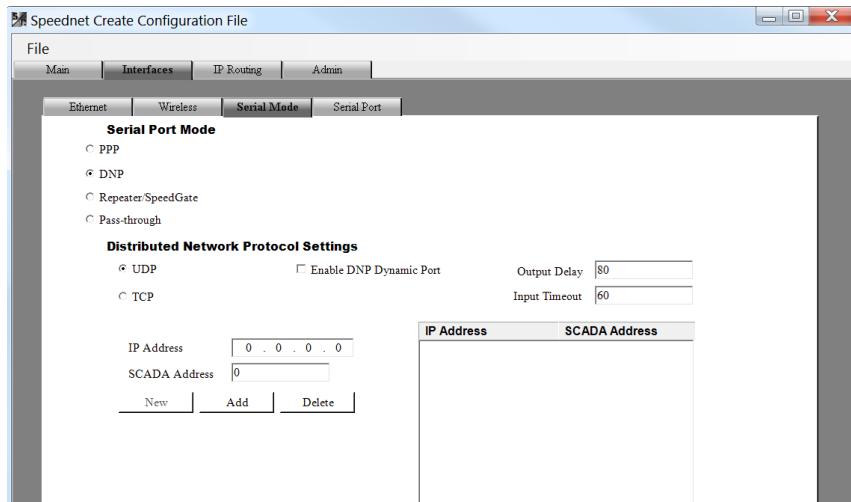 Speednet Create Configuration File
File
Main Interfaces IP Routing Admin
Ethernet Wireless Serial Mode Serial Port
Serial Port Mode
PPP
DNP
Repeater/SpeedGate
Pass-through
Distributed Network Protocol Settings
UDP Enable DNP Dynamic Port Output Delay 80
TCP Input Timeout 60
IP Address SCADA Address
IP Address 0 . 0 . 0 . 0
SCADA Address 0
New Add Delete